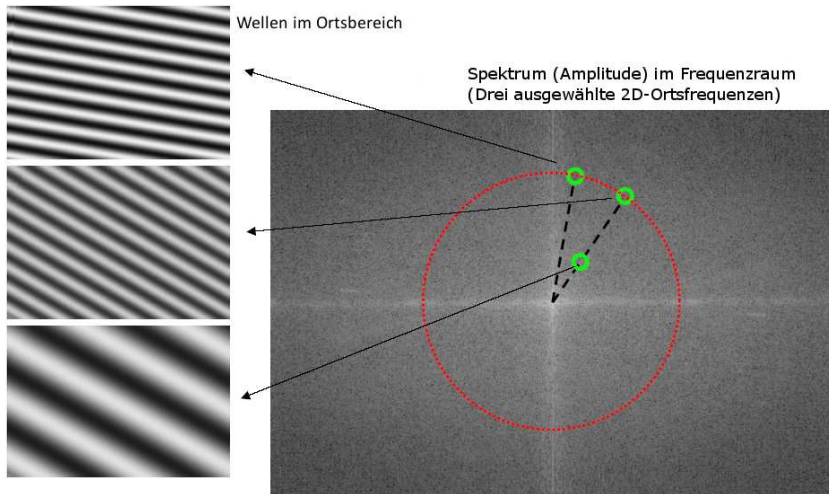 Wellen im Ortsbereich
Spektrum (Amplitude) im Frequenzraum
(Drei ausgewählte 2D-Ortsfrequenzen)